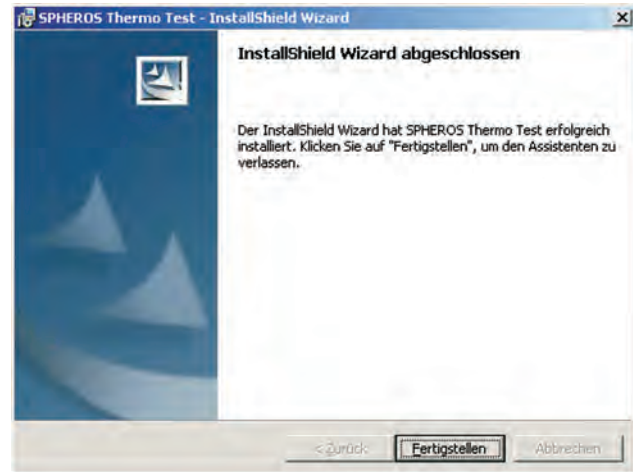 SPHEROS Thermo Test - InstallShield Wizard
InstallShield Wizard abgeschlossen
Der InstallShield Wizard hat SPHEROS Thermo Test erfolgreich
installiert. Klicken Sie auf "Fertigstellen", um den Assistenten zu
verlassen.
< Zurück Fertigstellen Abbrechen